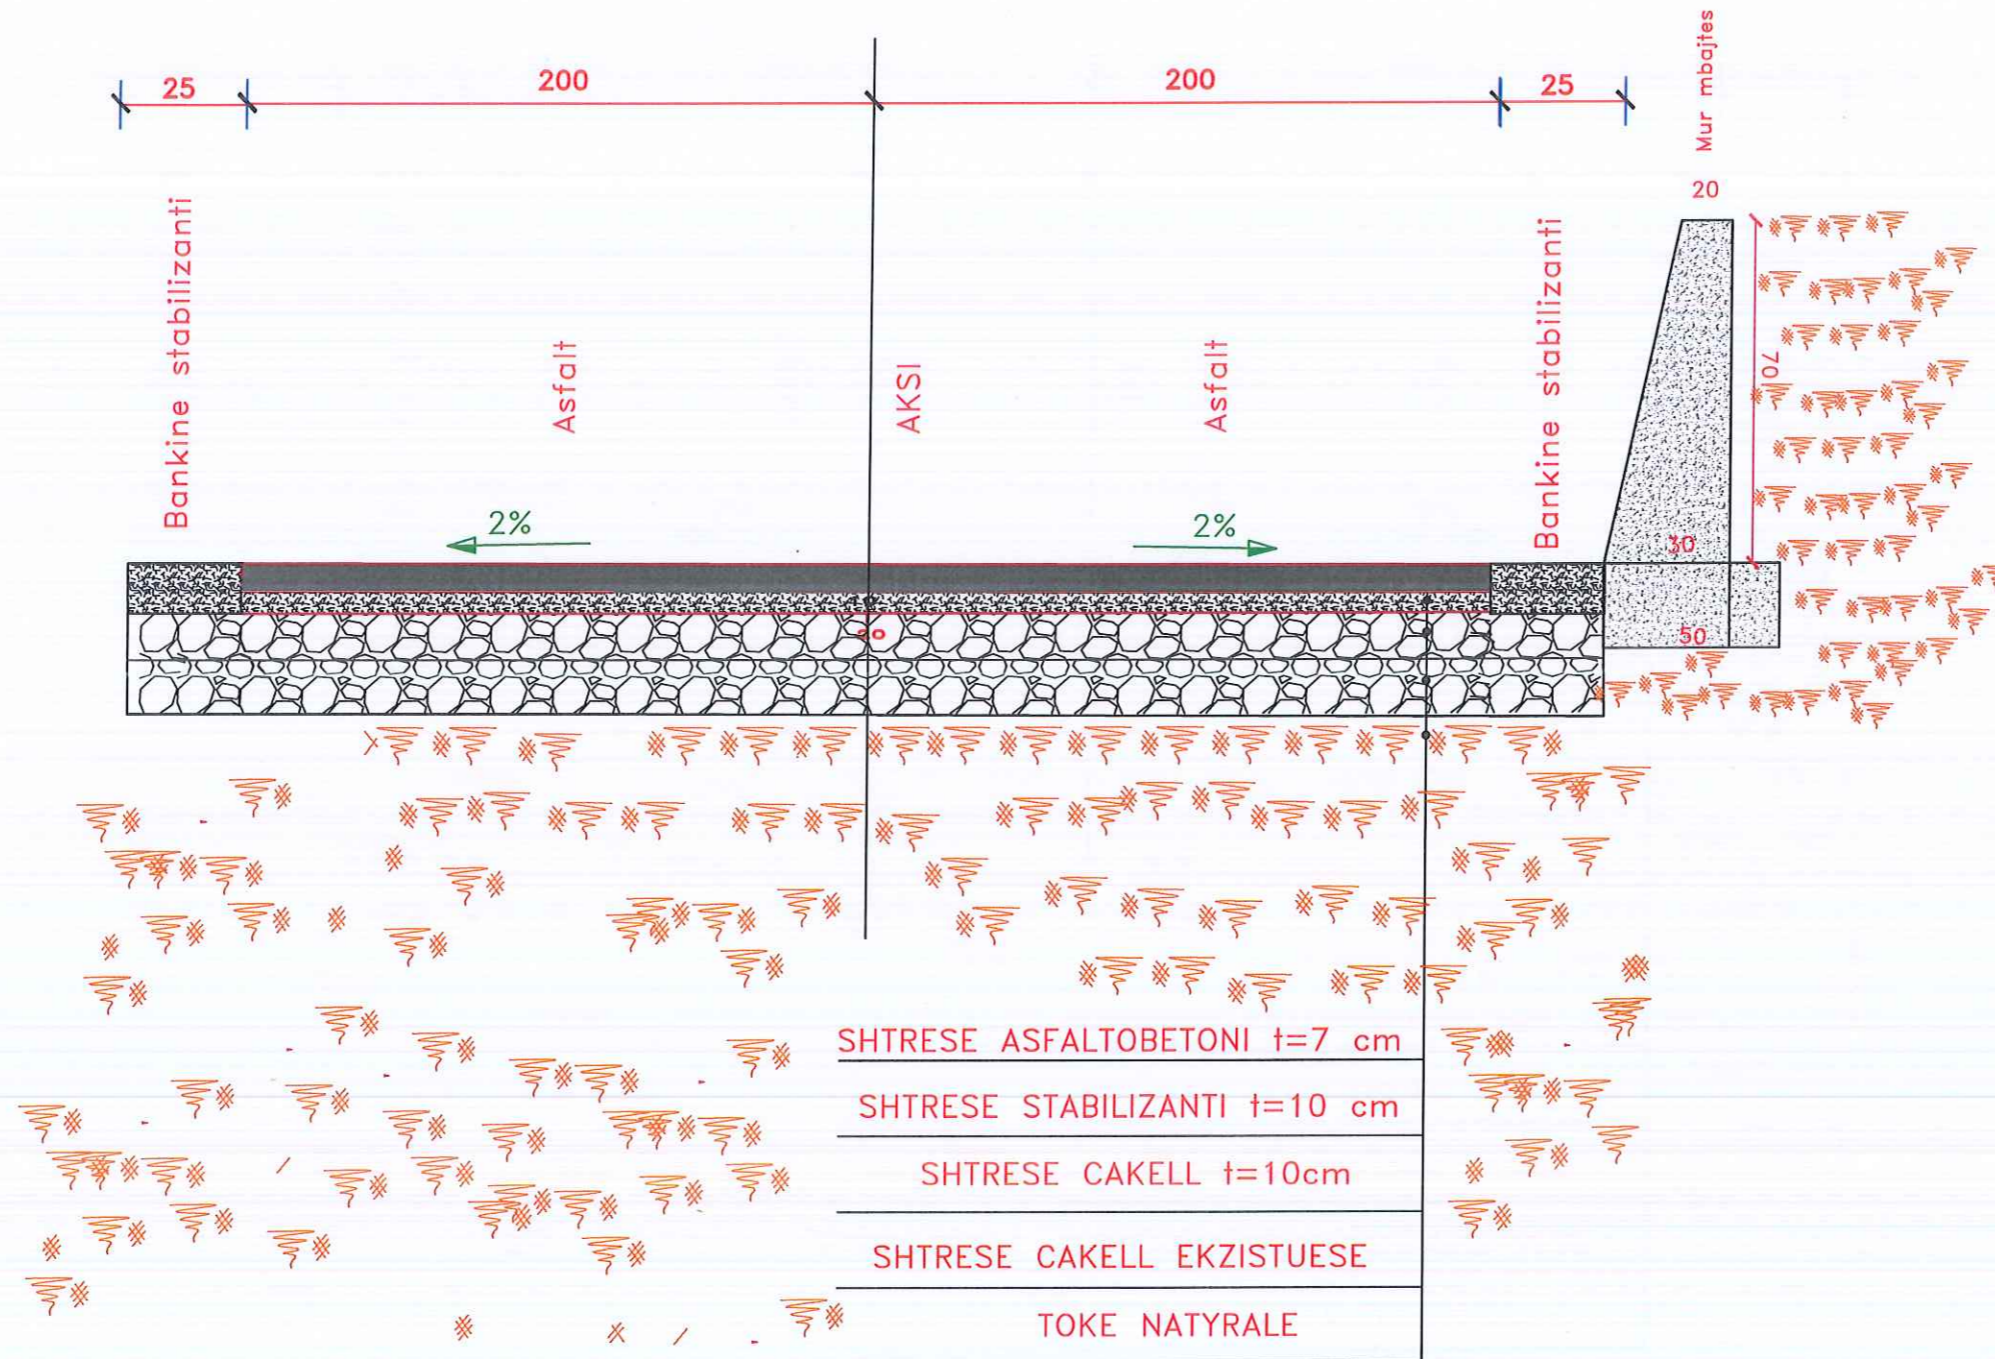 25
200
200
25
Mur mbajtes
20
Bankine stabilizanti
Asfalt
AKSI
Asfalt
Bankine stabilizanti
70
2%
2%
30
50
SHTRESE ASFALTOBETONI t=7 cm
SHTRESE STABILIZANTI t=10 cm
SHTRESE CAKELL t=10cm
SHTRESE CAKELL EKZISTUESE
TOKE NATYRALE